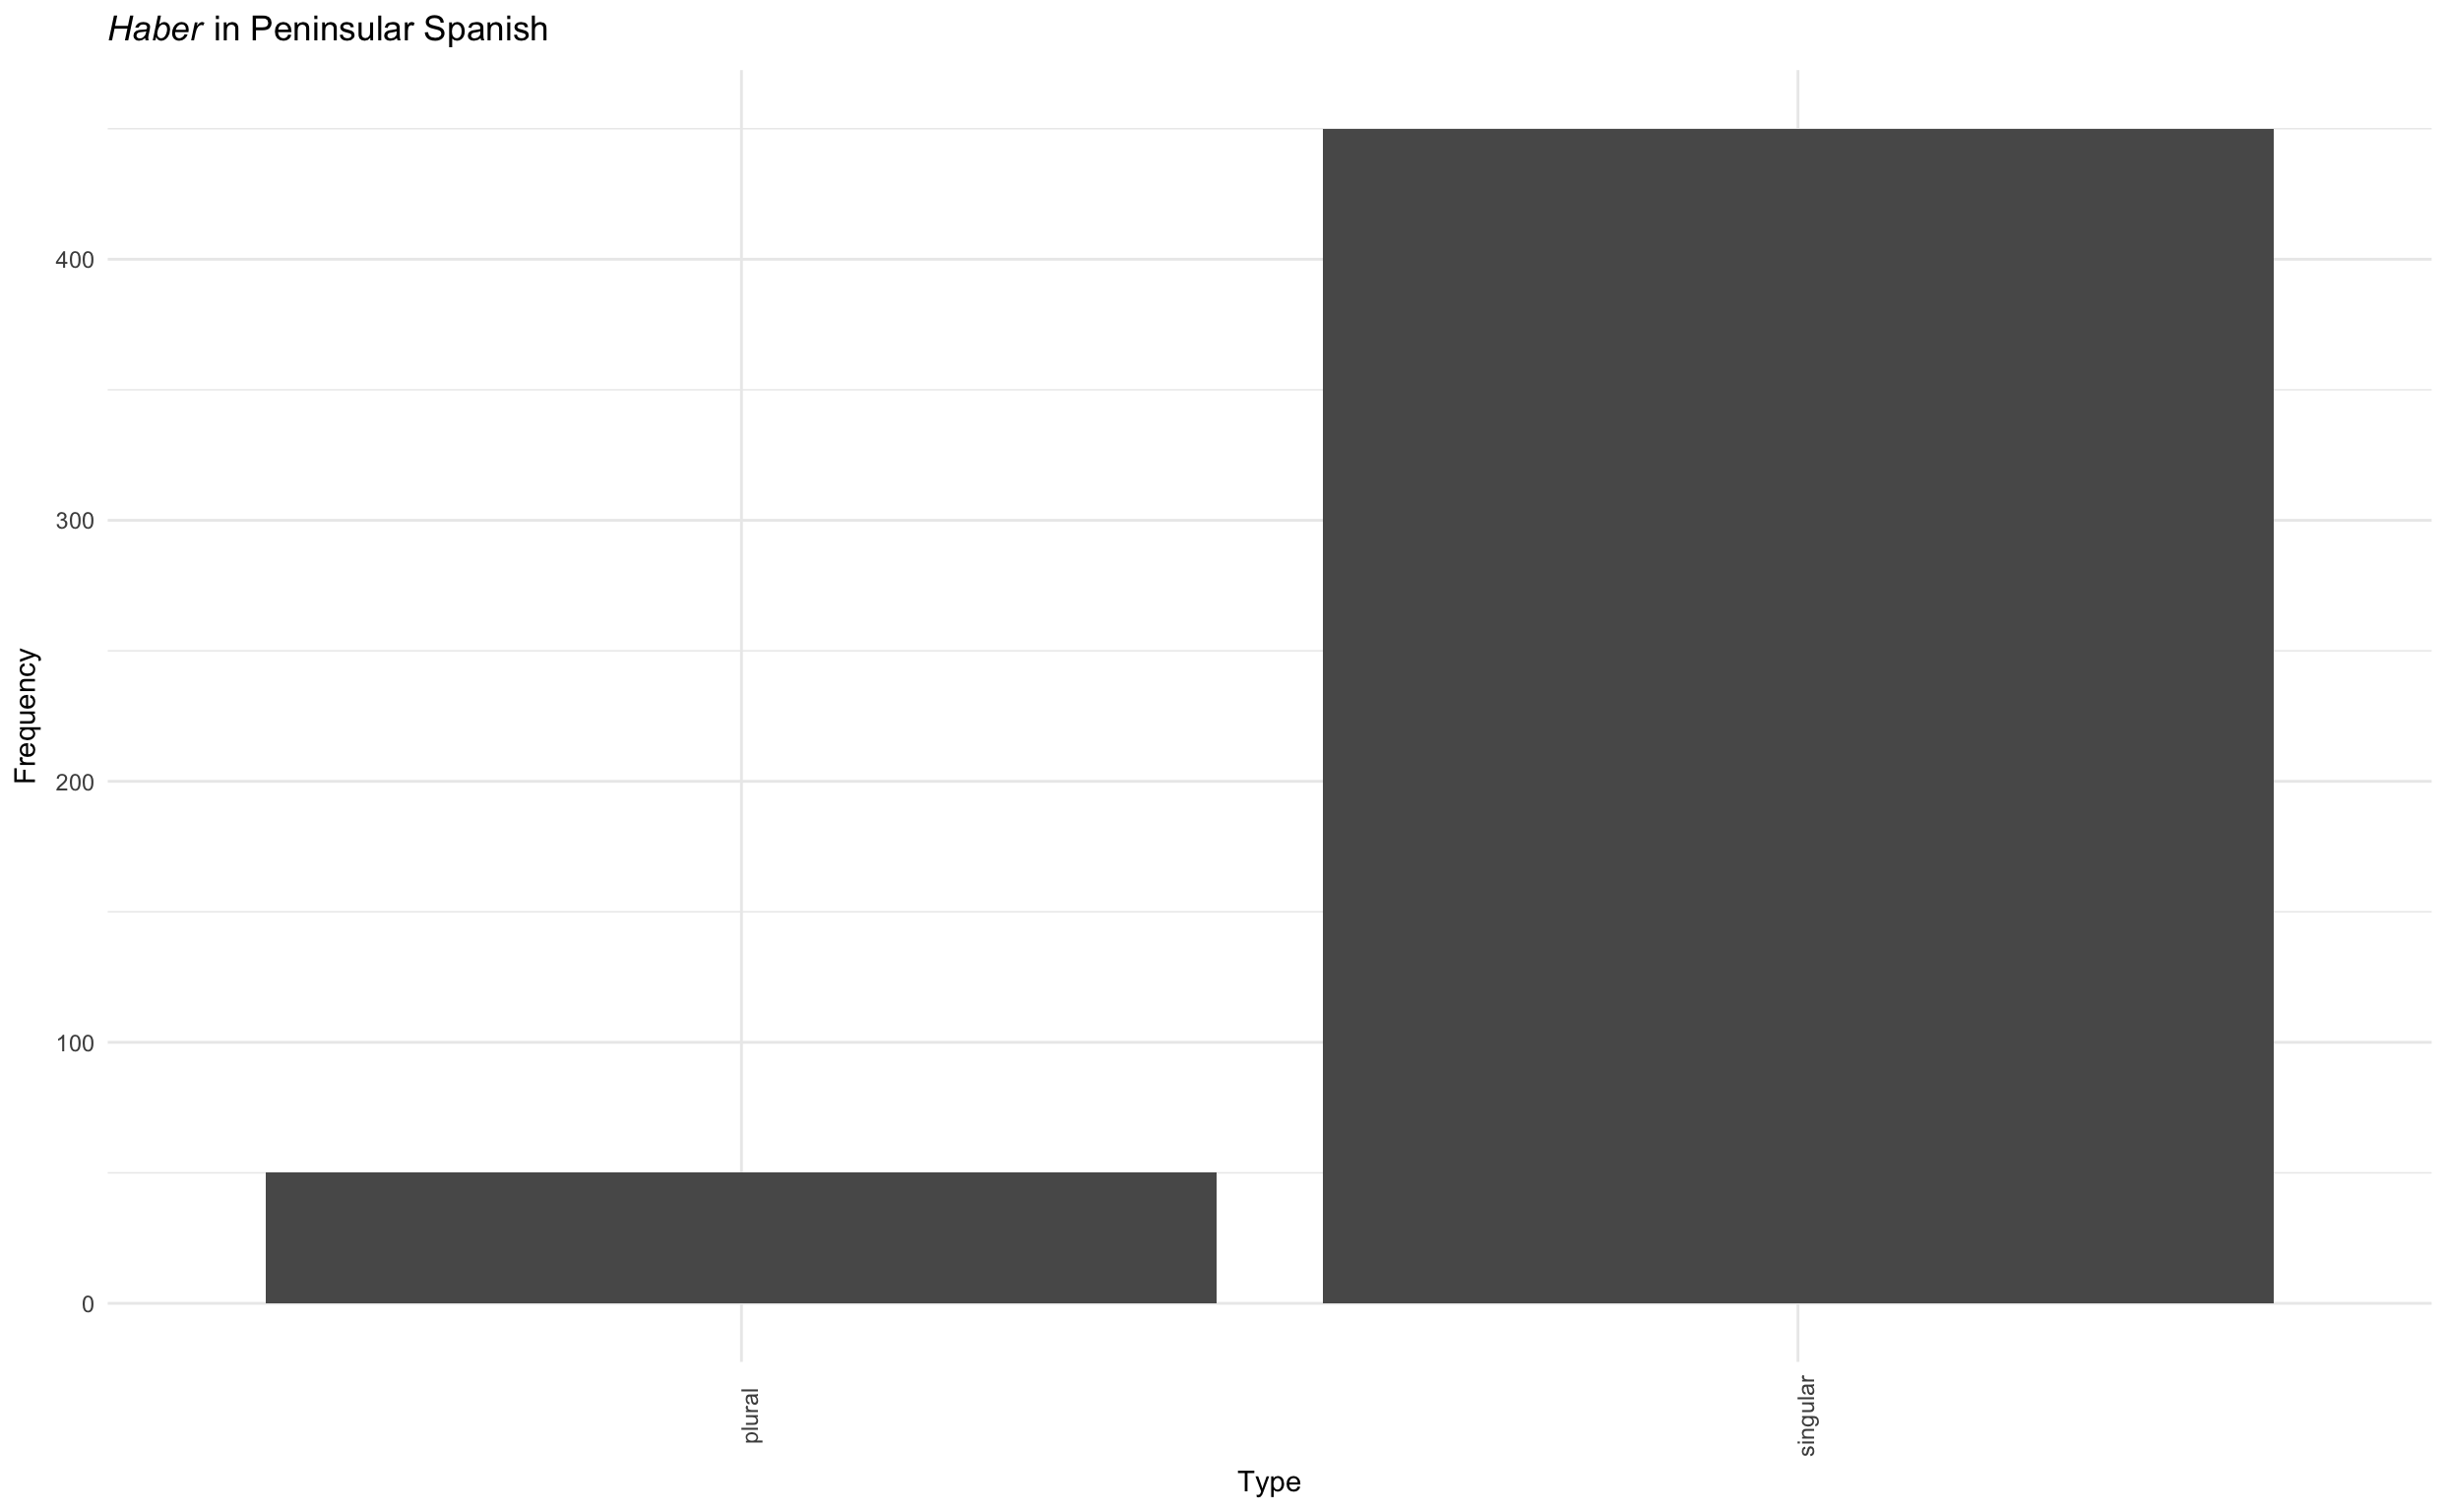 Haber in Peninsular Spanish
Frequency
400
300
200
100
0
plural
singular
Type